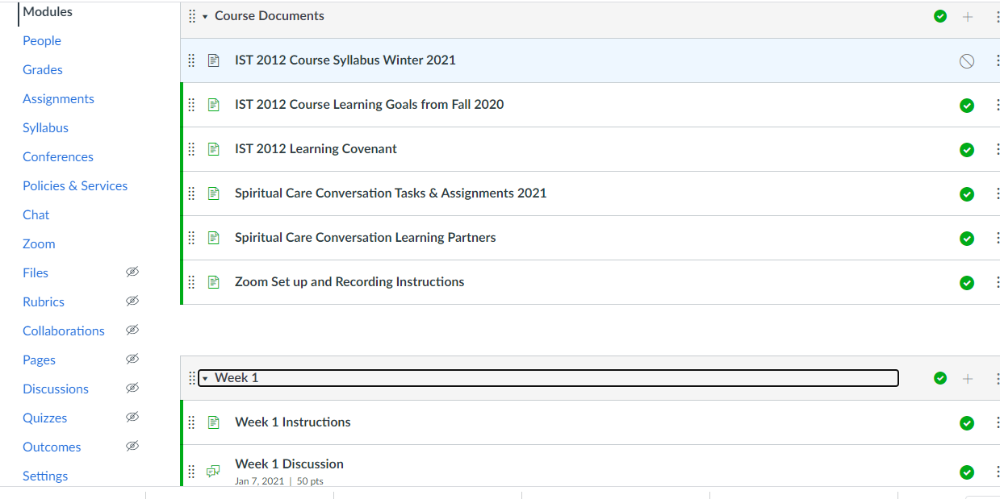 Modules
People
Grades
Assignments
Syllabus
Conferences
Policies & Services
Chat
Zoom
Files
Rubrics
Collaborations
Pages
Discussions
Quizzes
Outcomes
Settings
Course Documents
IST 2012 Course Syllabus Winter 2021
IST 2012 Course Learning Goals from Fall 2020
IST 2012 Learning Covenant
Spiritual Care Conversation Tasks & Assignments 2021
Spiritual Care Conversation Learning Partners
Zoom Set up and Recording Instructions
Week 1
Week 1 Instructions
Week 1 Discussion
Jan 7, 2021 | 50 pts